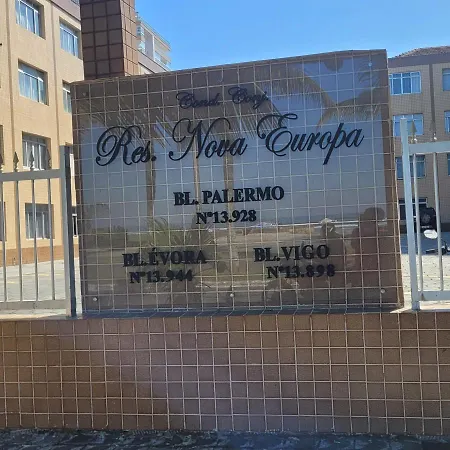 Cond. Conj.
Res. Nova Europa
BL. PALERMO
Nº13.928
BL. ÉVORA
Nº13.944
BL. VIGO
Nº13.898